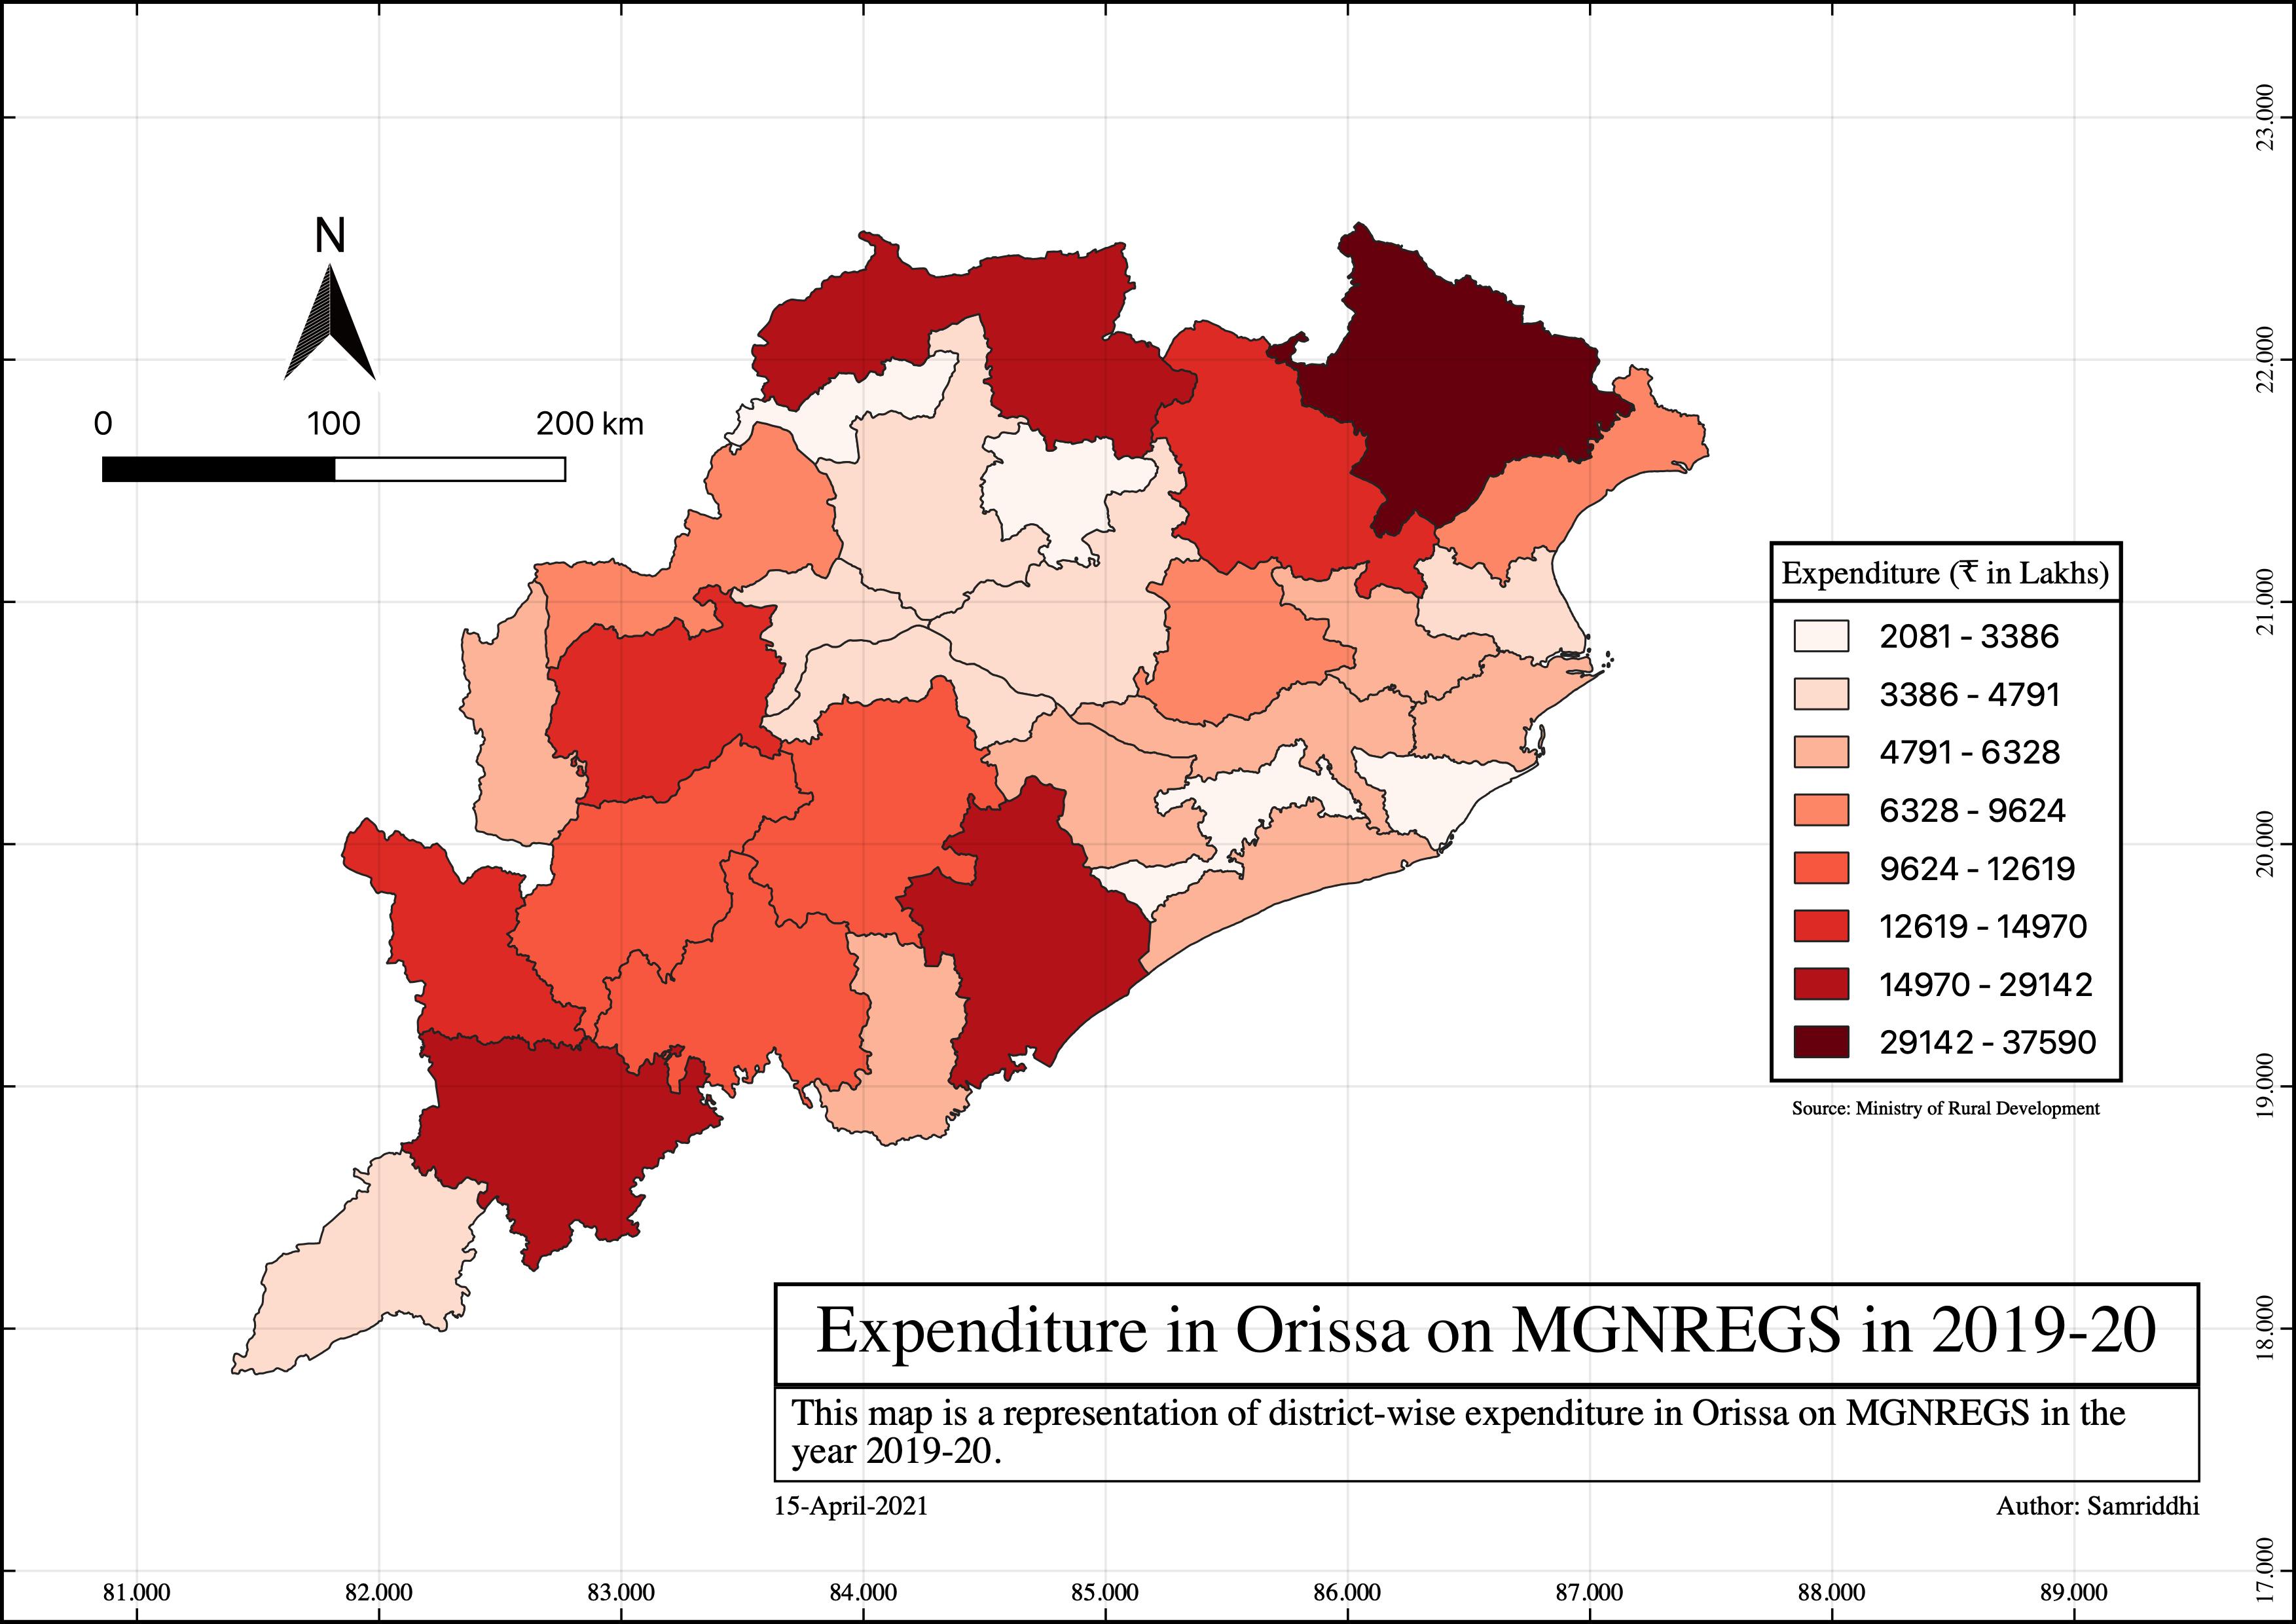 N
0 100 200 km
23.000
22.000
21.000
20.000
19.000
18.000
17.000
Expenditure (₹ in Lakhs)
2081 - 3386
3386 - 4791
4791 - 6328
6328 - 9624
9624 - 12619
12619 - 14970
14970 - 29142
29142 - 37590
Source: Ministry of Rural Development
Expenditure in Orissa on MGNREGS in 2019-20
This map is a representation of district-wise expenditure in Orissa on MGNREGS in the
year 2019-20.
15-April-2021
Author: Samriddhi
81.000 82.000 83.000 84.000 85.000 86.000 87.000 88.000 89.000